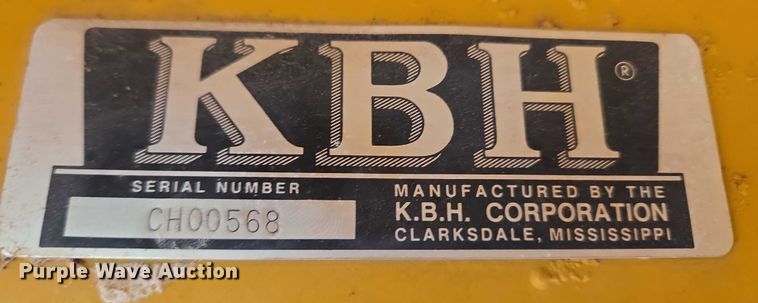 KBH®
SERIAL NUMBER
CH00568
MANUFACTURED BY THE
K.B.H. CORPORATION
CLARKSDALE, MISSISSIPPI
Purple Wave Auction